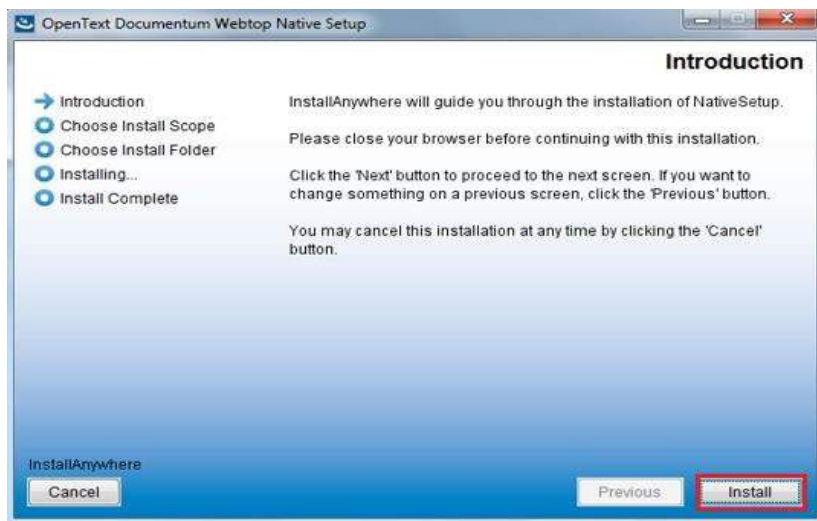 OpenText Documentum Webtop Native Setup
Introduction
Introduction
Choose Install Scope
Choose Install Folder
Installing...
Install Complete
InstallAnywhere will guide you through the installation of NativeSetup.
Please close your browser before continuing with this installation.
Click the 'Next' button to proceed to the next screen. If you want to
change something on a previous screen, click the 'Previous' button.
You may cancel this installation at any time by clicking the 'Cancel'
button.
InstallAnywhere
Cancel
Previous
Install